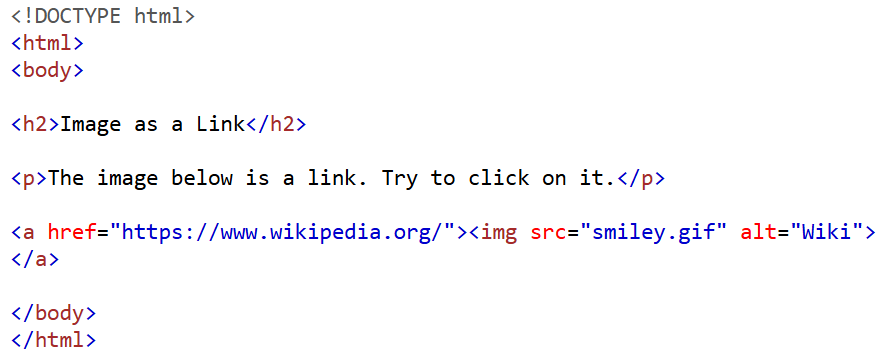 <!DOCTYPE html>
<html>
<body>
<h2>Image as a Link</h2>
<p>The image below is a link. Try to click on it.</p>
<a href="https://www.wikipedia.org/"><img src="smiley.gif" alt="Wiki">
</a>
</body>
</html>